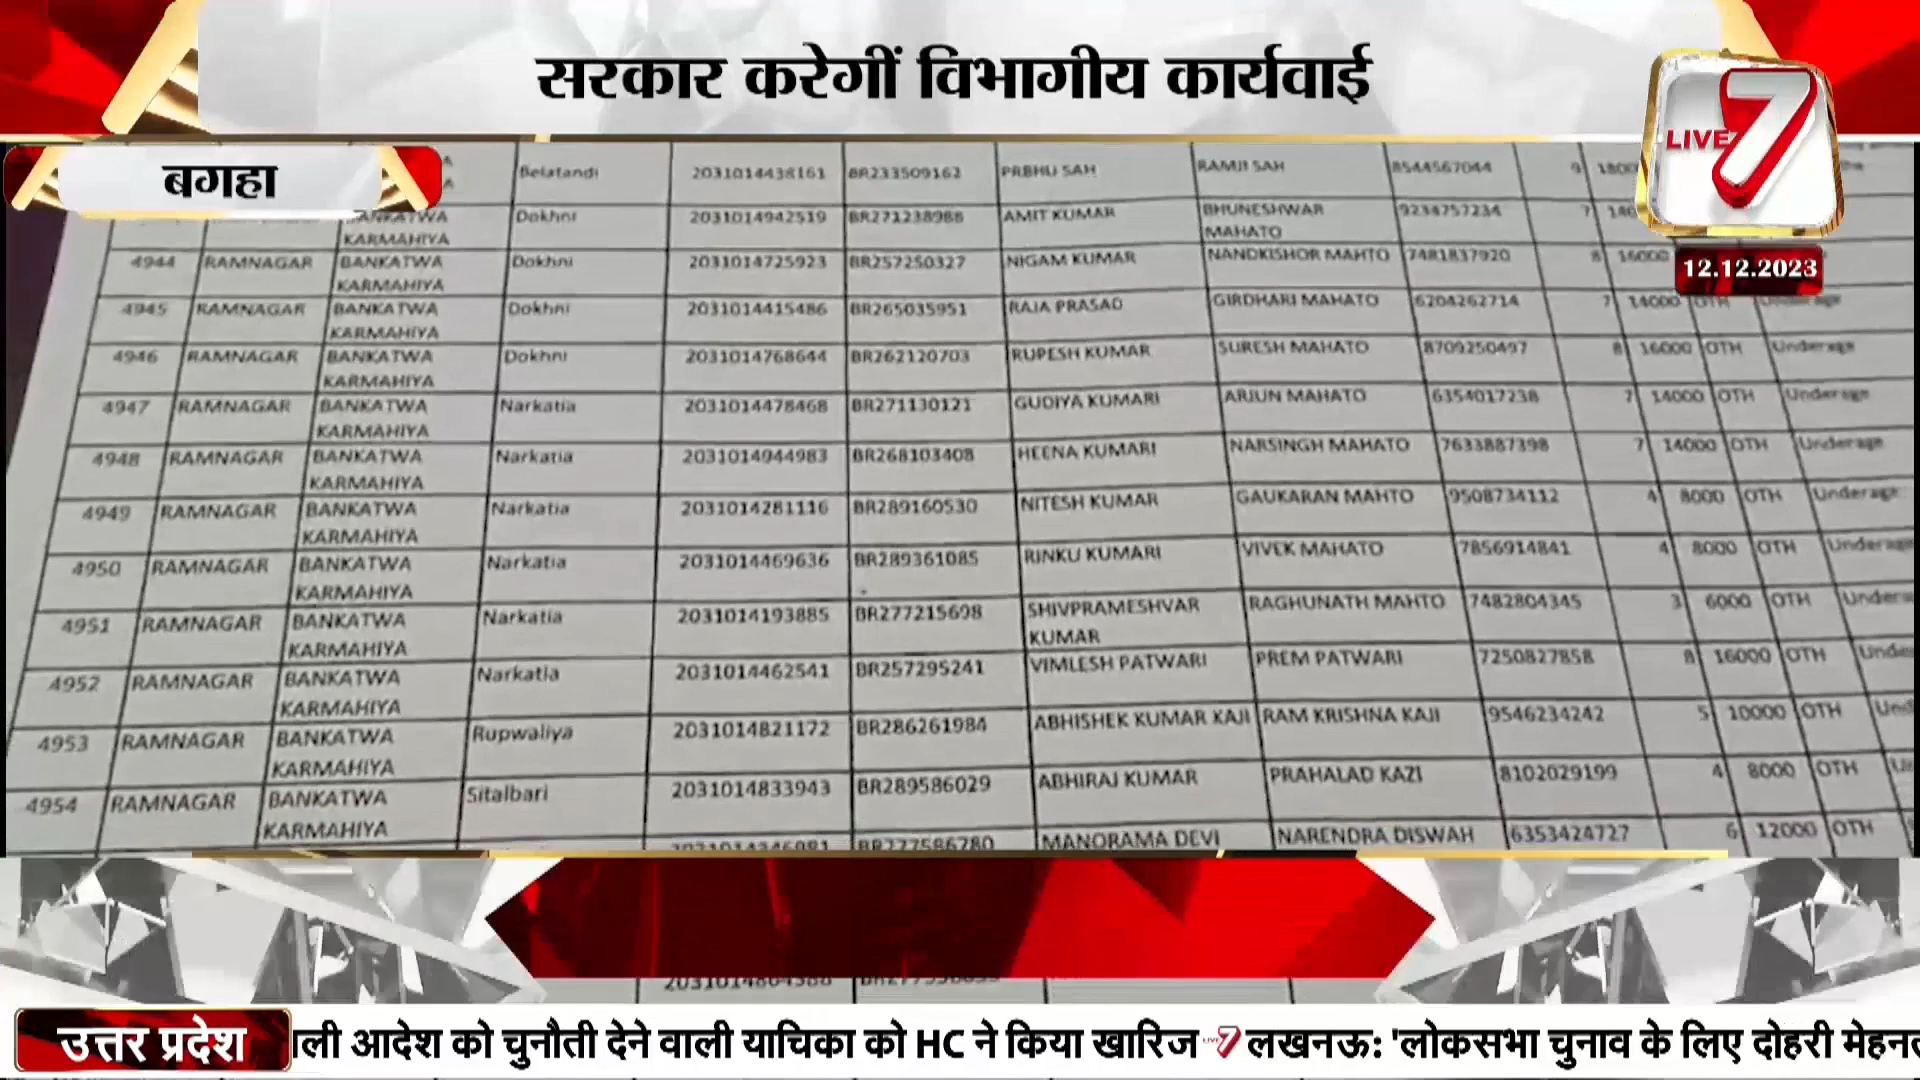 सरकार करेगीं विभागीय कार्यवाई
LIVE 7
12.12.2023
बगहा
Belatandi 2031014438161 BR233509162 PRBHU SAH RAMJI SAH 8544567044 9
BANKATWA KARMAHIYA Dokhni 2031014942519 BR271238988 AMIT KUMAR BHUNESHWAR MAHATO 9234757234 7
4944 RAMNAGAR BANKATWA KARMAHIYA Dokhni 2031014725923 BR257250327 NIGAM KUMAR NANDKISHOR MAHTO 7481837920 8 16000
4945 RAMNAGAR BANKATWA KARMAHIYA Dokhni 2031014415486 BR265035951 RAJA PRASAD GIRDHARI MAHATO 6204262714 7 14000 OTH Underage
4946 RAMNAGAR BANKATWA KARMAHIYA Dokhni 2031014768644 BR262120703 RUPESH KUMAR SURESH MAHATO 8709250497 8 16000 OTH Underage
4947 RAMNAGAR BANKATWA KARMAHIYA Narkatia 2031014478468 BR271130121 GUDIYA KUMARI ARJUN MAHATO 6354017238 7 14000 OTH Underage
4948 RAMNAGAR BANKATWA KARMAHIYA Narkatia 2031014944983 BR268103408 HEENA KUMARI NARSINGH MAHATO 7633887398 7 14000 OTH Underage
4949 RAMNAGAR BANKATWA KARMAHIYA Narkatia 2031014281116 BR289160530 NITESH KUMAR GAUKARAN MAHTO 9508734112 4 8000 OTH Underage
4950 RAMNAGAR BANKATWA KARMAHIYA Narkatia 2031014469636 BR289361085 RINKU KUMARI VIVEK MAHATO 7856914841 4 8000 OTH Underag
4951 RAMNAGAR BANKATWA KARMAHIYA Narkatia 2031014193885 BR277215698 SHIVPRAMESHVAR KUMAR RAGHUNATH MAHTO 7482804345 3 6000 OTH Undera
4952 RAMNAGAR BANKATWA KARMAHIYA Narkatia 2031014462541 BR257295241 VIMLESH PATWARI PREM PATWARI 7250827858 8 16000 OTH Unde
4953 RAMNAGAR BANKATWA KARMAHIYA Rupwaliya 2031014821172 BR286261984 ABHISHEK KUMAR KAJI RAM KRISHNA KAJI 9546234242 5 10000 OTH Und
4954 RAMNAGAR BANKATWA KARMAHIYA Sitalbari 2031014833943 BR289586029 ABHIRAJ KUMAR PRAHALAD KAZI 8102029199 4 8000 OTH
BR277586780 MANORAMA DEVI NARENDRA DISWAH 6353424727 6 12000 OTH
उत्तर प्रदेश
ली आदेश को चुनौती देने वाली याचिका को HC ने किया खारिज LIVE 7 लखनऊ: 'लोकसभा चुनाव के लिए दोहरी मेहनत